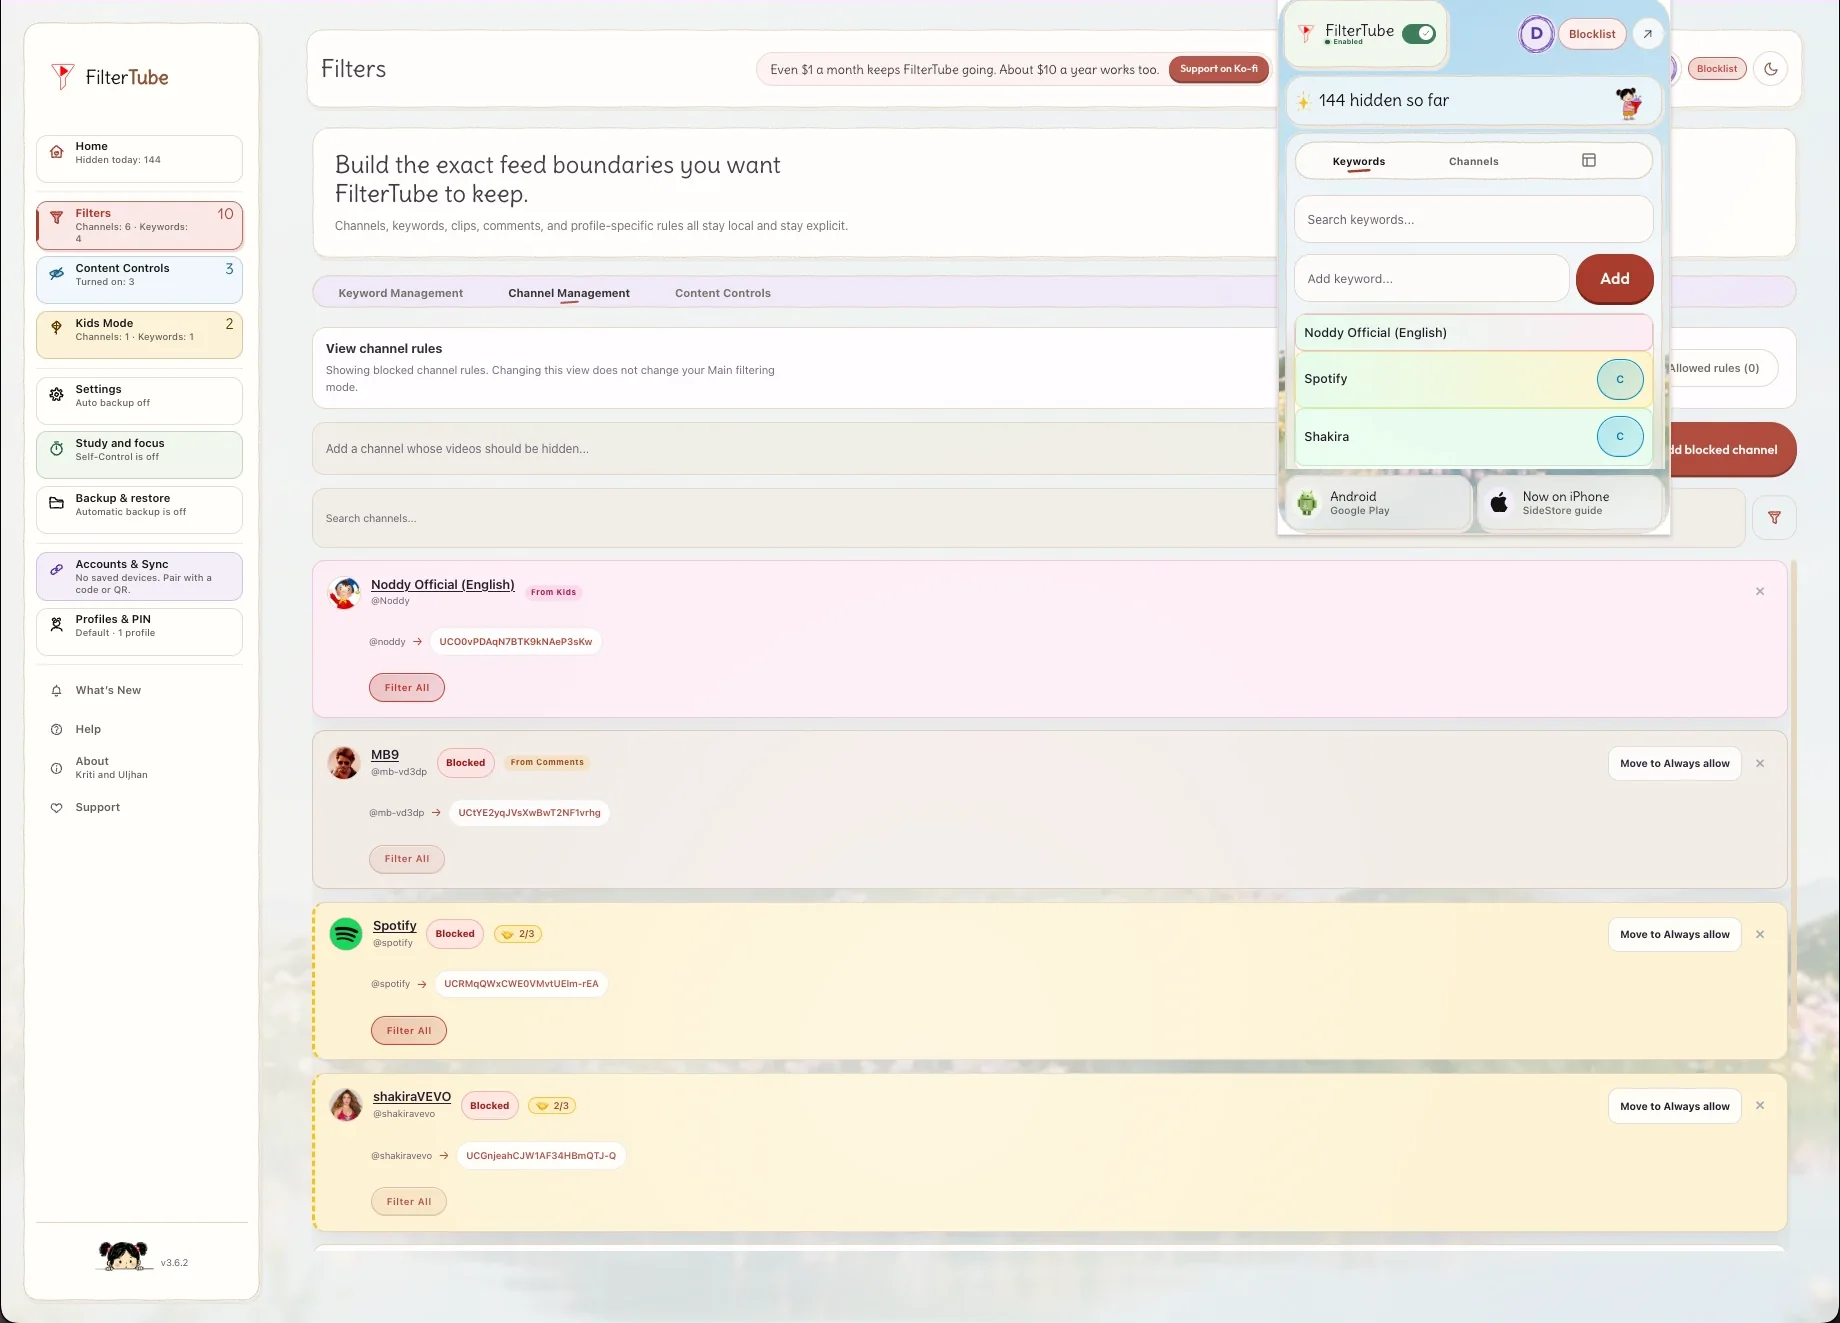 FilterTube
Home
Hidden today: 144
Filters
10
Channels: 6 · Keywords:
4
Content Controls
3
Turned on: 3
Kids Mode
2
Channels: 1 · Keywords: 1
Settings
Auto backup off
Study and focus
Self-Control is off
Backup & restore
Automatic backup is off
Accounts & Sync
No saved devices. Pair with a
code or QR.
Profiles & PIN
Default · 1 profile
What's New
Help
About
Kriti and Uljhan
Support
v3.6.2
Filters
Even $1 a month keeps FilterTube going. About $10 a year works too.
Support on Ko-fi
Blocklist
Build the exact feed boundaries you want
FilterTube to keep.
Channels, keywords, clips, comments, and profile-specific rules all stay local and stay explicit.
Keyword Management
Channel Management
Content Controls
View channel rules
Showing blocked channel rules. Changing this view does not change your Main filtering
mode.
Allowed rules (0)
Add a channel whose videos should be hidden...
dd blocked channel
Search channels...
Noddy Official (English)
From Kids
@Noddy
@noddy → UCO0vPDAqN7BTK9kNAeP3sKw
Filter All
MB9
Blocked
From Comments
@mb-vd3dp
Move to Always allow
@mb-vd3dp → UCtYE2yqJVsXwBwT2NF1vrhg
Filter All
Spotify
Blocked
2/3
@spotify
Move to Always allow
@spotify → UCRMqQWxCWE0VMvtUElm-rEA
Filter All
shakiraVEVO
Blocked
2/3
@shakiravevo
Move to Always allow
@shakiravevo → UCGnjeahCJW1AF34HBmQTJ-Q
Filter All
FilterTube
Enabled
D
Blocklist
144 hidden so far
Keywords
Channels
Search keywords...
Add keyword...
Add
Noddy Official (English)
Spotify
C
Shakira
C
Android
Google Play
Now on iPhone
SideStore guide